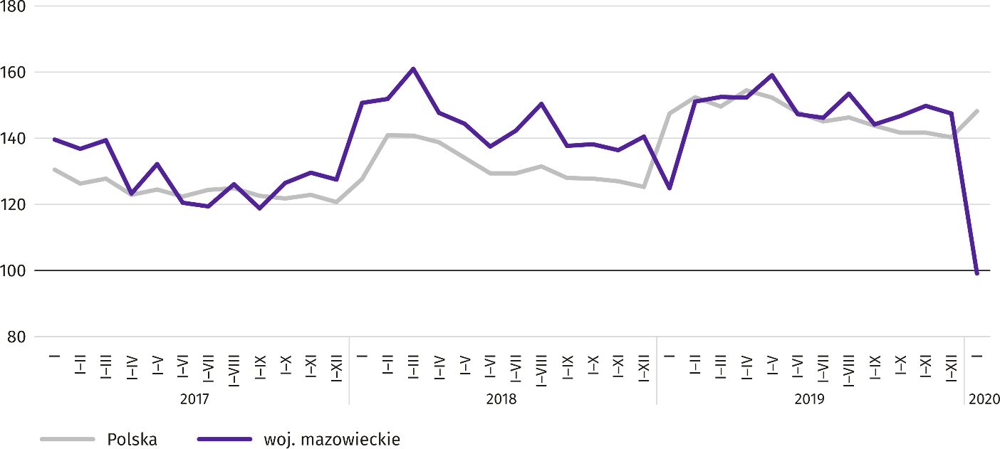 180
160
140
120
100
80
I I–II I–III I–IV I–V I–VI I–VII I–VIII I–IX I–X I–XI I–XII I I–II I–III I–IV I–V I–VI I–VII I–VIII I–IX I–X I–XI I–XII I I–II I–III I–IV I–V I–VI I–VII I–VIII I–IX I–X I–XI I–XII I
2017 2018 2019 2020
Polska woj. mazowieckie